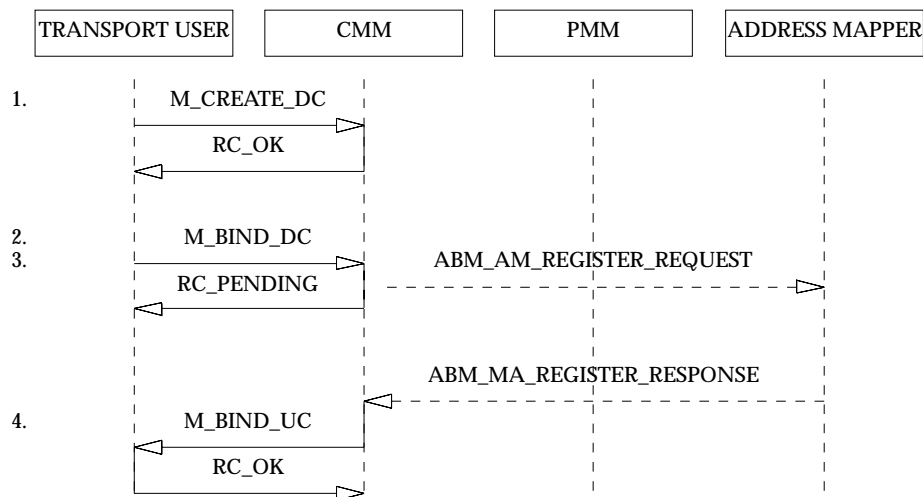 TRANSPORT USER CMM PMM ADDRESS MAPPER
1. M_CREATE_DC
RC_OK
2. M_BIND_DC
3. ABM_AM_REGISTER_REQUEST
RC_PENDING
ABM_MA_REGISTER_RESPONSE
4. M_BIND_UC
RC_OK